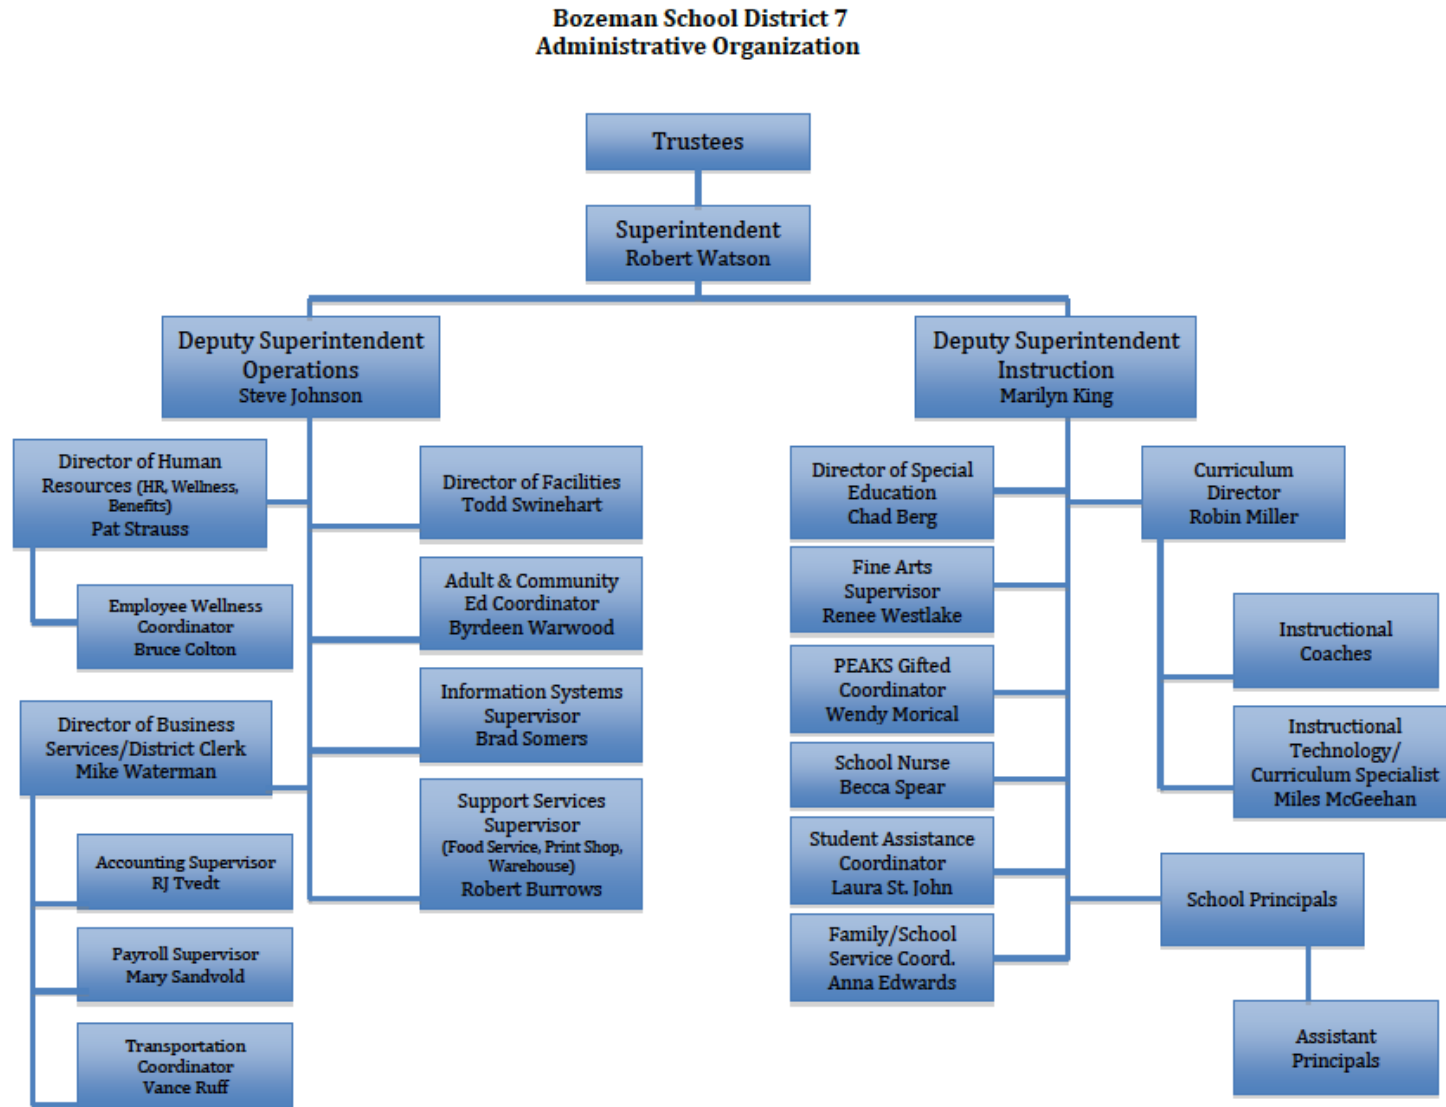 Bozeman School District 7
Administrative Organization
Trustees
Superintendent
Robert Watson
Deputy Superintendent
Operations
Steve Johnson
Deputy Superintendent
Instruction
Marilyn King
Director of Human
Resources (HR, Wellness,
Benefits)
Pat Strauss
Employee Wellness
Coordinator
Bruce Colton
Director of Business
Services/District Clerk
Mike Waterman
Accounting Supervisor
RJ Tvedt
Payroll Supervisor
Mary Sandvold
Transportation
Coordinator
Vance Ruff
Director of Facilities
Todd Swinehart
Adult & Community
Ed Coordinator
Byrdeen Warwood
Information Systems
Supervisor
Brad Somers
Support Services
Supervisor
(Food Service, Print Shop,
Warehouse)
Robert Burrows
Director of Special
Education
Chad Berg
Fine Arts
Supervisor
Renee Westlake
PEAKS Gifted
Coordinator
Wendy Morical
School Nurse
Becca Spear
Student Assistance
Coordinator
Laura St. John
Family/School
Service Coord.
Anna Edwards
Curriculum
Director
Robin Miller
Instructional
Coaches
Instructional
Technology/
Curriculum Specialist
Miles McGeehan
School Principals
Assistant
Principals